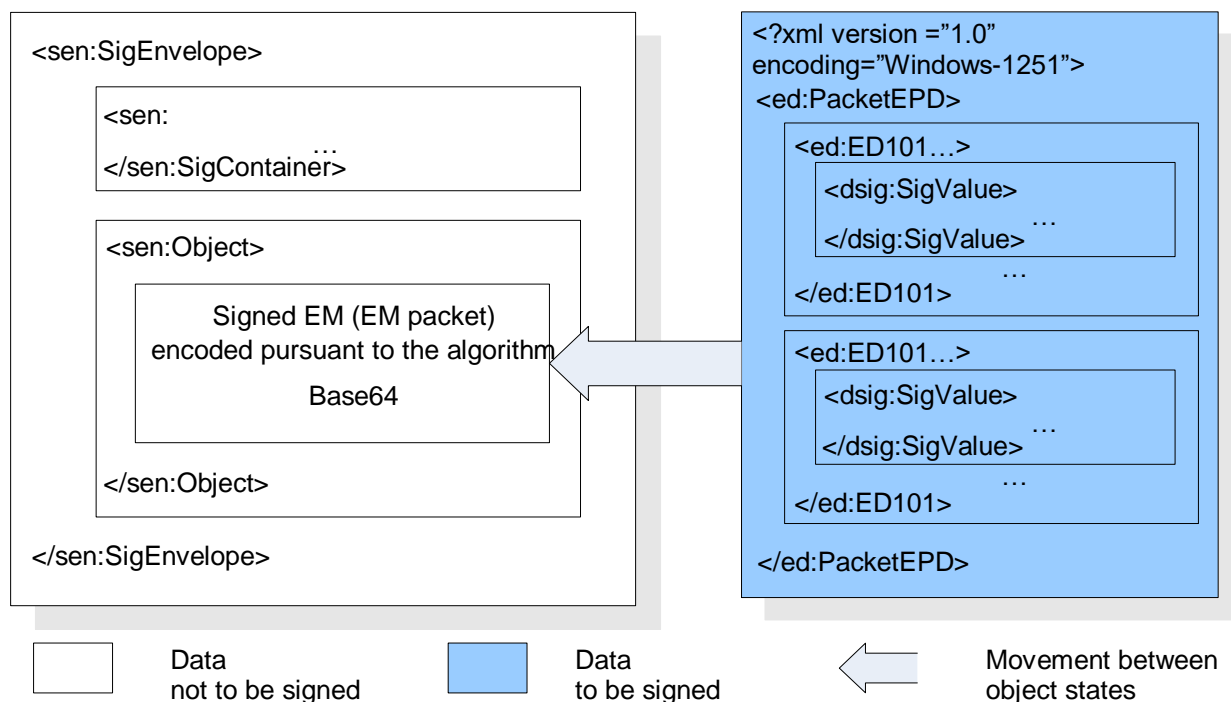 <sen:SigEnvelope>
<sen:
…
</sen:SigContainer>
<sen:Object>
Signed EM (EM packet)
encoded pursuant to the algorithm
Base64
</sen:Object>
</sen:SigEnvelope>
<?xml version =”1.0”
encoding=”Windows-1251”>
<ed:PacketEPD>
<ed:ED101…>
<dsig:SigValue>
…
</dsig:SigValue>
…
</ed:ED101>
<ed:ED101…>
<dsig:SigValue>
…
</dsig:SigValue>
…
</ed:ED101>
</ed:PacketEPD>
Data
not to be signed
Data
to be signed
Movement between
object states